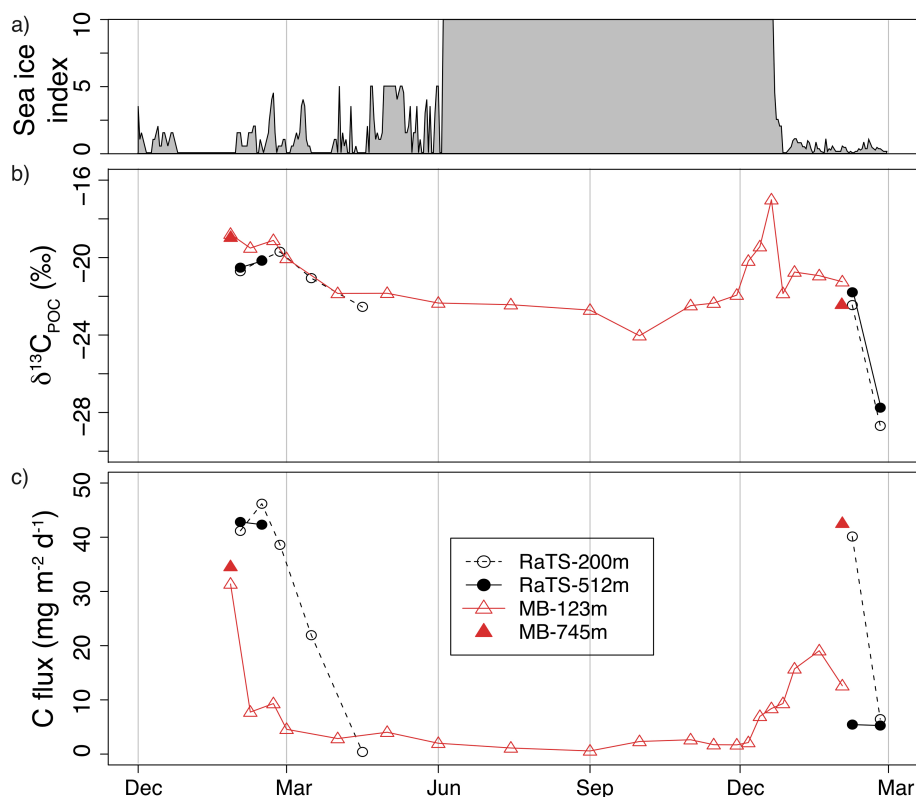 a)
Sea ice
index
10
5
0
b)
δ¹³C_POC (‰)
−16
−20
−24
−28
c)
C flux (mg m⁻² d⁻¹)
50
40
30
20
10
0
RaTS-200m
RaTS-512m
MB-123m
MB-745m
Dec
Mar
Jun
Sep
Dec
Mar